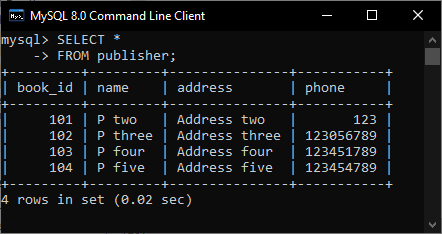 MySQL 8.0 Command Line Client
mysql> SELECT *
    -> FROM publisher;
+---------+---------+---------------+-----------+
| book_id | name    | address       | phone     |
+---------+---------+---------------+-----------+
|     101 | P two   | Address two   |       123 |
|     102 | P three | Address three | 123056789 |
|     103 | P four  | Address four  | 123451789 |
|     104 | P five  | Address five  | 123454789 |
+---------+---------+---------------+-----------+
4 rows in set (0.02 sec)